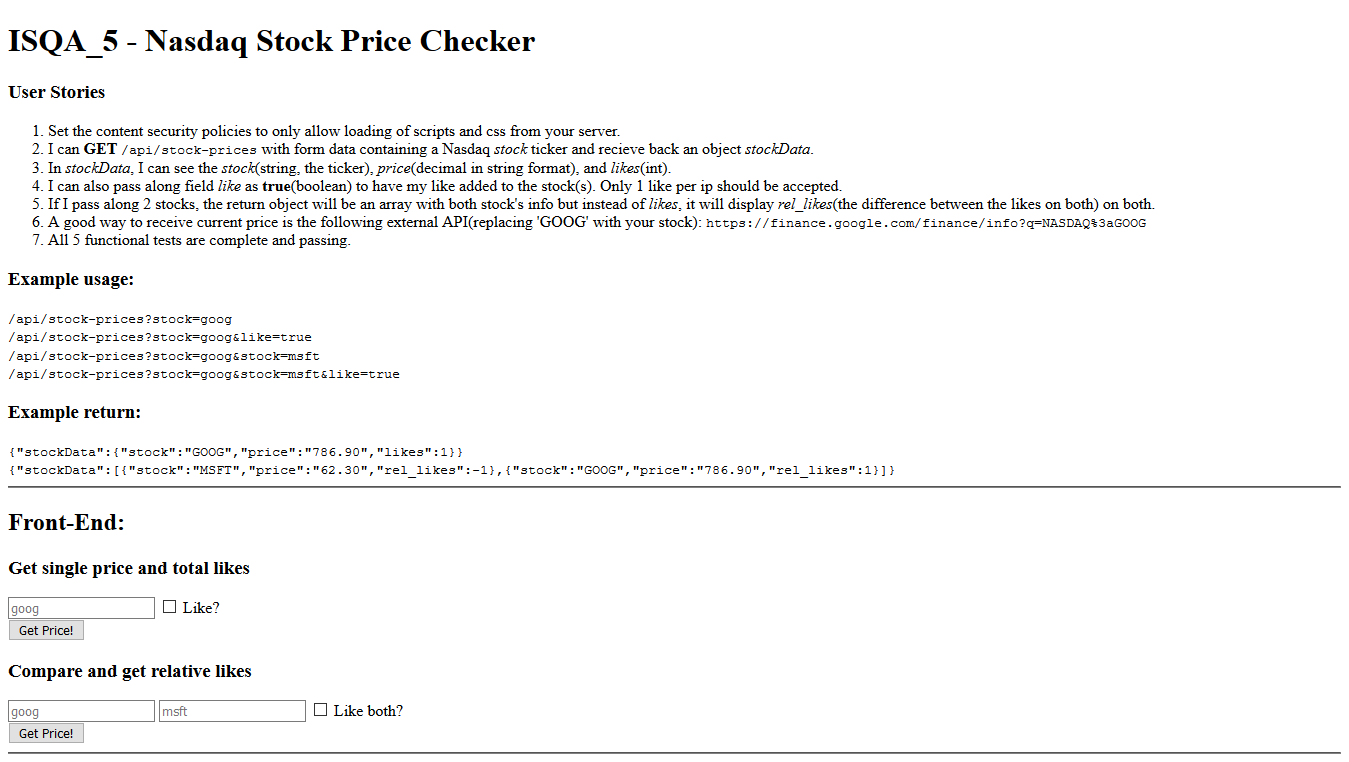 ISQA_5 - Nasdaq Stock Price Checker
User Stories
1. Set the content security policies to only allow loading of scripts and css from your server.
2. I can GET /api/stock-prices with form data containing a Nasdaq stock ticker and recieve back an object stockData.
3. In stockData, I can see the stock(string, the ticker), price(decimal in string format), and likes(int).
4. I can also pass along field like as true(boolean) to have my like added to the stock(s). Only 1 like per ip should be accepted.
5. If I pass along 2 stocks, the return object will be an array with both stock's info but instead of likes, it will display rel_likes(the difference between the likes on both) on both.
6. A good way to receive current price is the following external API(replacing 'GOOG' with your stock): https://finance.google.com/finance/info?q=NASDAQ%3aGOOG
7. All 5 functional tests are complete and passing.
Example usage:
/api/stock-prices?stock=goog
/api/stock-prices?stock=goog&like=true
/api/stock-prices?stock=goog&stock=msft
/api/stock-prices?stock=goog&stock=msft&like=true
Example return:
{"stockData":{"stock":"GOOG","price":"786.90","likes":1}}
{"stockData":[{"stock":"MSFT","price":"62.30","rel_likes":-1},{"stock":"GOOG","price":"786.90","rel_likes":1}]}
Front-End:
Get single price and total likes
goog Like?
Get Price!
Compare and get relative likes
goog msft Like both?
Get Price!